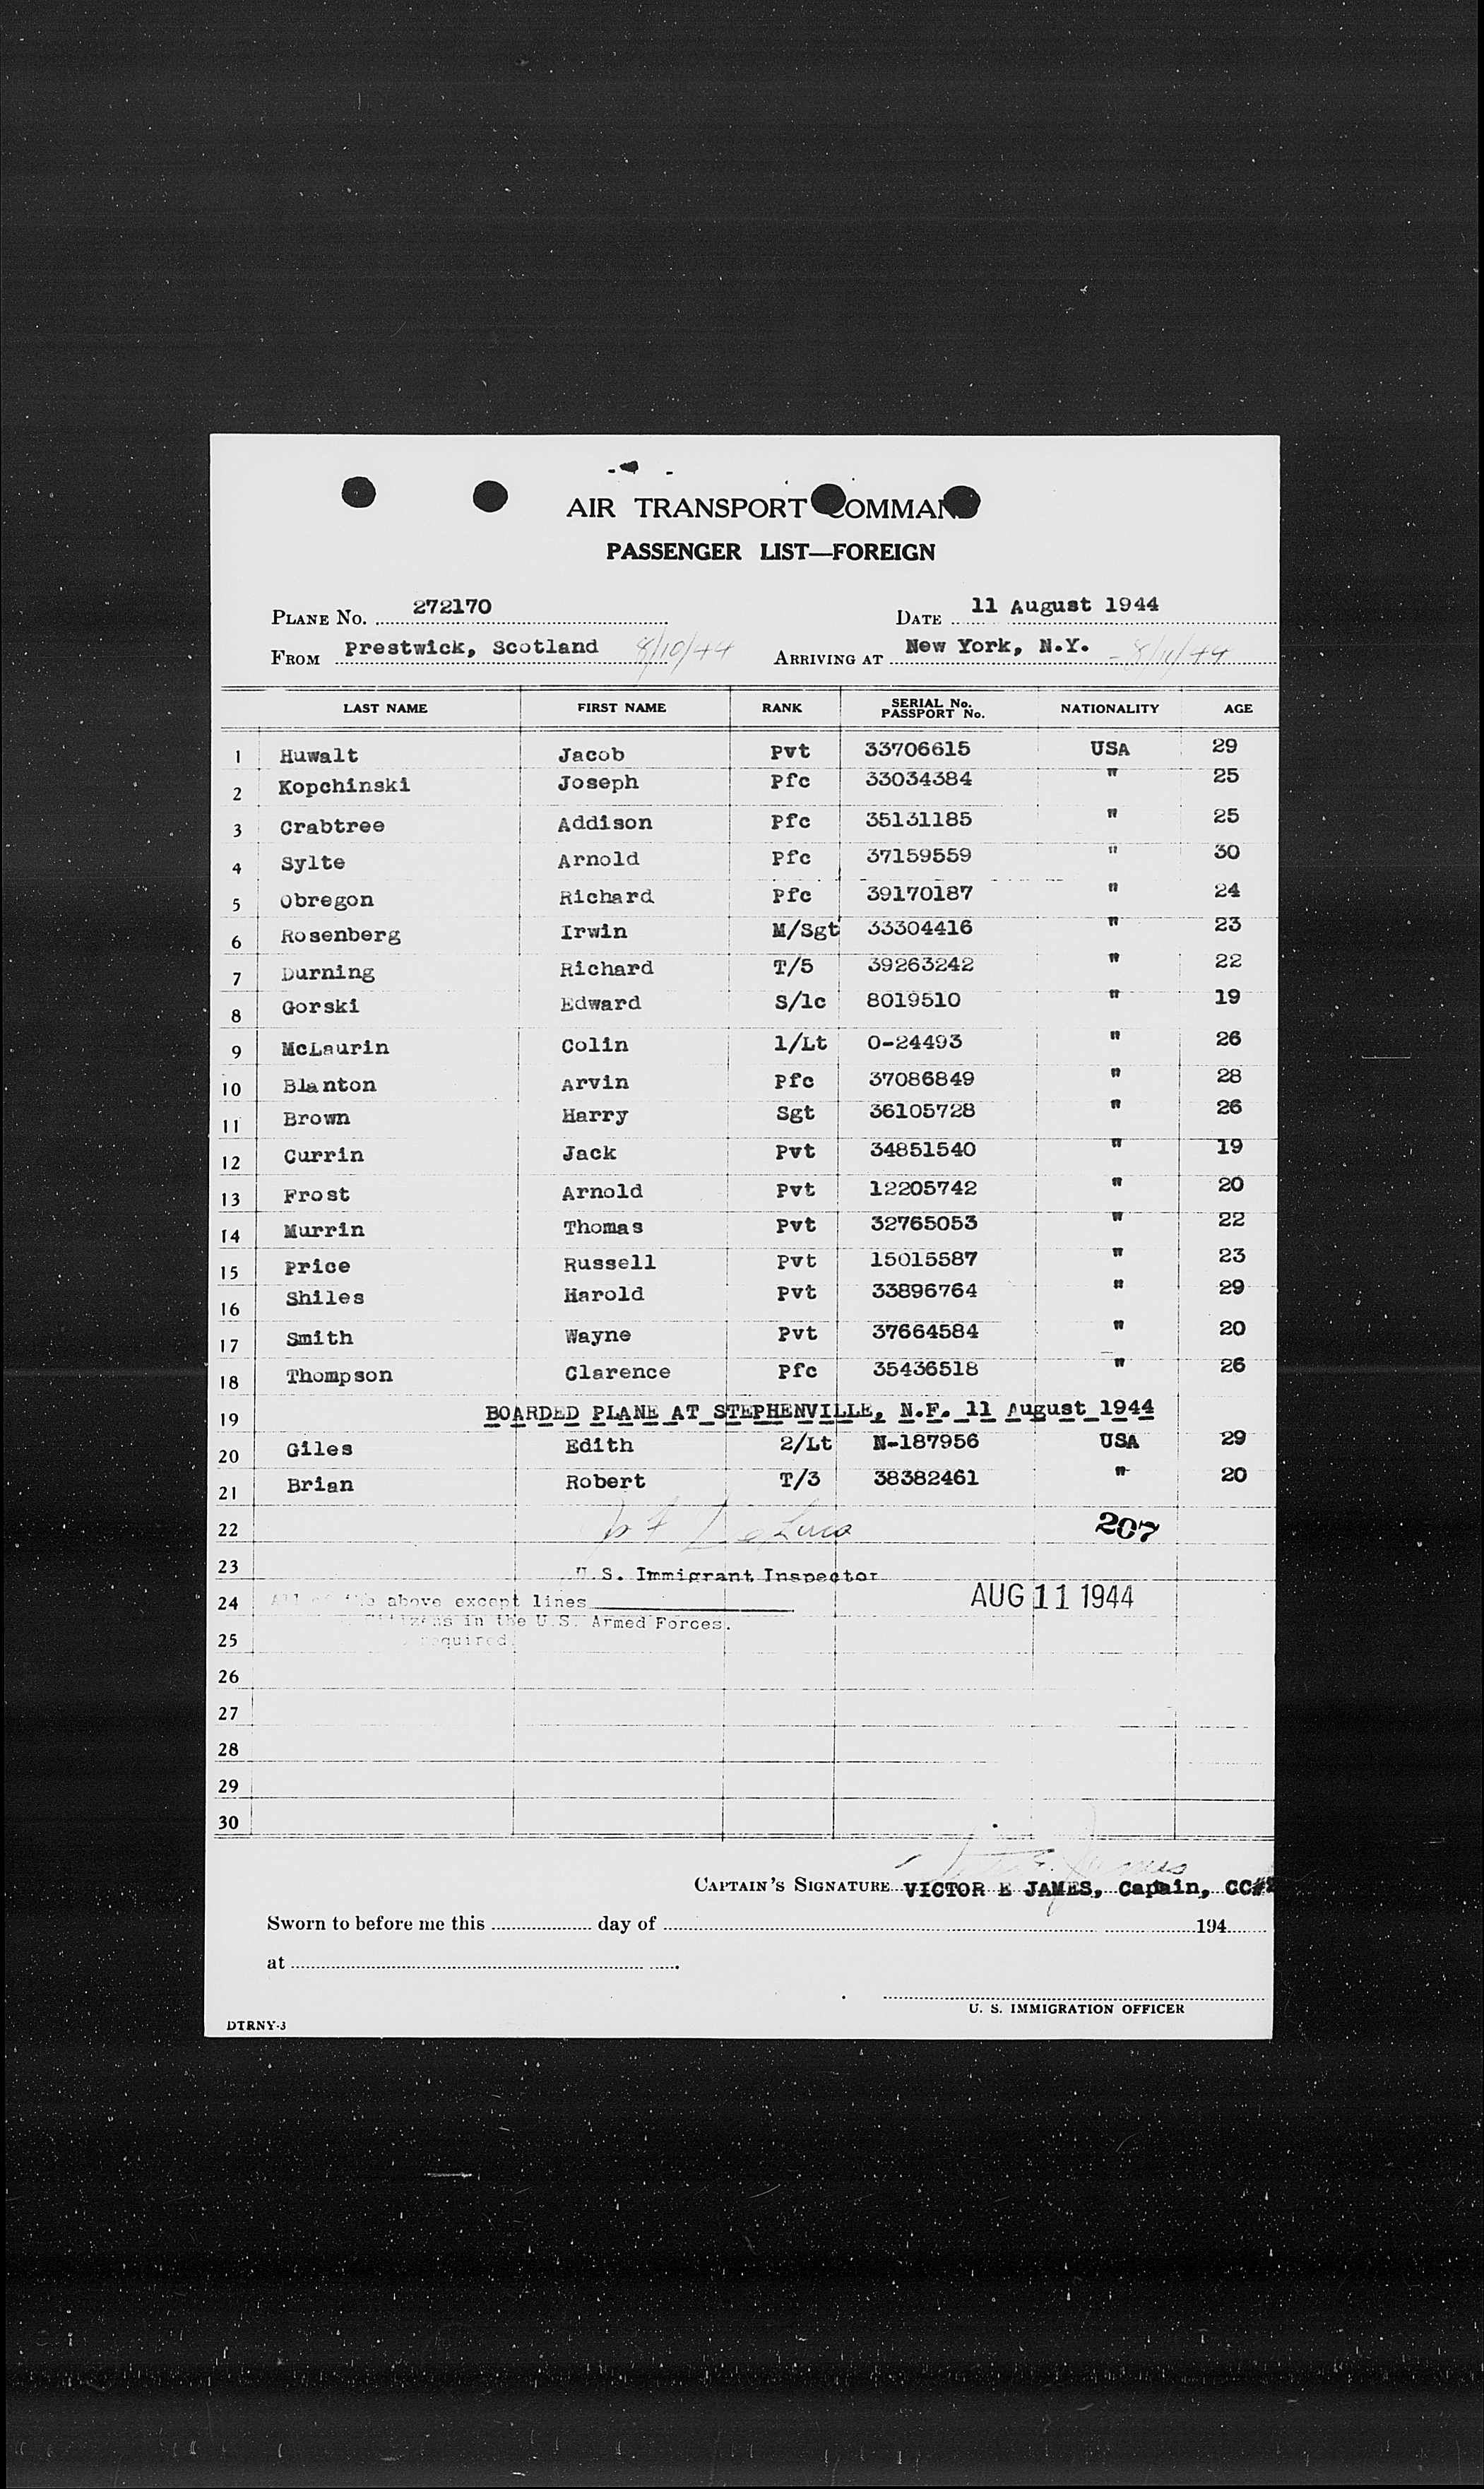 AIR TRANSPORT COMMAND
PASSENGER LIST—FOREIGN
PLANE NO. 272170 DATE 11 August 1944
FROM Prestwick, Scotland 8/10/44 ARRIVING AT New York, N.Y. - 8/11/44
LAST NAME FIRST NAME RANK SERIAL No. PASSPORT No. NATIONALITY AGE
1 Huwalt Jacob Pvt 33706615 USA 29
2 Kopchinski Joseph Pfc 33034384 " 25
3 Crabtree Addison Pfc 35131185 " 25
4 Sylte Arnold Pfc 37159559 " 30
5 Obregon Richard Pfc 39170187 " 24
6 Rosenberg Irwin M/Sgt 33304416 " 23
7 Durning Richard T/5 39263242 " 22
8 Gorski Edward S/1c 8019510 " 19
9 McLaurin Colin 1/Lt O-24493 " 26
10 Blanton Arvin Pfc 37086849 " 28
11 Brown Harry Sgt 36105728 " 26
12 Currin Jack Pvt 34851540 " 19
13 Frost Arnold Pvt 12205742 " 20
14 Murrin Thomas Pvt 32765053 " 22
15 Price Russell Pvt 15015587 " 23
16 Shiles Harold Pvt 33896764 " 29
17 Smith Wayne Pvt 37664584 " 20
18 Thompson Clarence Pfc 35436518 " 26
19 BOARDED PLANE AT STEPHENVILLE, N.F. 11 August 1944
20 Giles Edith 2/Lt N-187956 USA 29
21 Brian Robert T/3 38382461 " 20
22 De Luca 207
23 U.S. Immigrant Inspector
24 All of the above except lines AUG 11 1944
Citizens in the U.S. Armed Forces.
25 required.
26
27
28
29
30
CAPTAIN'S SIGNATURE VICTOR E JAMES, Captain, CC#2
Sworn to before me this day of 194
at
U. S. IMMIGRATION OFFICER
DTRNY-3